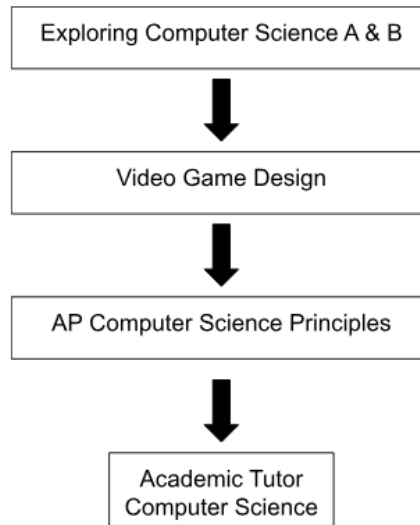 Exploring Computer Science A & B
Video Game Design
AP Computer Science Principles
Academic Tutor
Computer Science